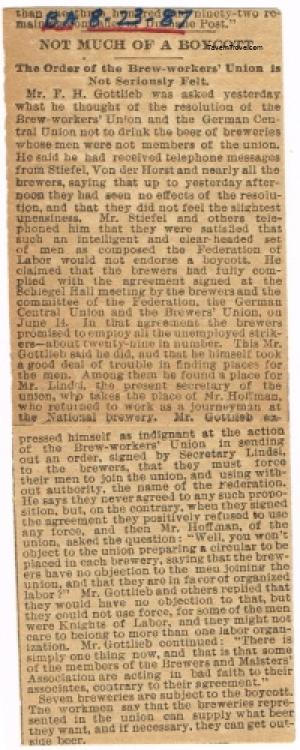 than the three hundred and ninety-two re-
BA 8-23-87
NOT MUCH OF A BOYCOTT.
The Order of the Brew-workers' Union is
Not Seriously Felt.
Mr. F. H. Gottlieb was asked yesterday
what he thought of the resolution of the
Brew-workers' Union and the German Cen-
tral Union not to drink the beer of breweries
whose men were not members of the union.
He said he had received telephone messages
from Stiefel, Von der Horst and nearly all the
brewers, saying that up to yesterday after-
noon they had seen no effects of the resolu-
tion, and that they did not feel the slightest
uneasiness. Mr. Stiefel and others tele-
phoned him that they were satisfied that
such an intelligent and clear-headed set
of men as composed the Federation of
Labor would not endorse a boycott. He
claimed that the brewers had fully com-
plied with the agreement signed at the
Schlegel Hall meeting by the brewers and the
committee of the Federation, the German
Central Union and the Brewers' Union, on
June 14. In that agreement the brewers
promised to employ all the unemployed strik-
ers—about twenty-nine in number. This Mr.
Gottlieb said he did, and that he himself took
a good deal of trouble in finding places for
the men. Among them he found a place for
Mr. Lindsl, the present secretary of the
union, who takes the place of Mr. Hoffman,
who returned to work as a journeyman at
the National brewery. Mr. Gottlieb ex-
pressed himself as indignant at the action
of the Brew-workers' Union in sending
out an order, signed by Secretary Lindsl,
to the brewers, that they must force
their men to join the union, and using with-
out authority, the name of the Federation.
He says they never agreed to any such propo-
sition, but, on the contrary, when they signed
the agreement they positively refused to use
any force, and then Mr. Hoffman, of the
union, asked the question: "Well, you won't
object to the union preparing a circular to be
placed in each brewery, saying that the brew-
ers have no objection to the men joining the
union, and that they are in favor of organized
labor?" Mr. Gottlieb and others replied that
they would have no objection to that, but
they could not use force, for some of the men
were Knights of Labor, and they might not
care to belong to more than one labor organ-
ization. Mr. Gottlieb continued: "There is
simply one thing now, and that is that some
of the members of the Brewers and Malsters'
Association are acting in bad faith to their
associates, contrary to their agreement."
Seven breweries are subject to the boycott.
The workmen say that the breweries repre-
sented in the union can supply what beer
they want, and if necessary, they can get out-
side beer.